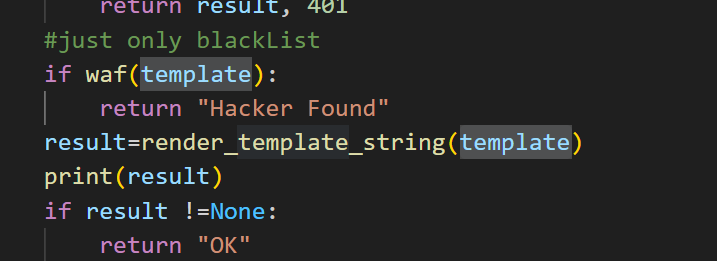 return result, 401
#just only blackList
if waf(template):
return "Hacker Found"
result=render_template_string(template)
print(result)
if result !=None:
return "OK"